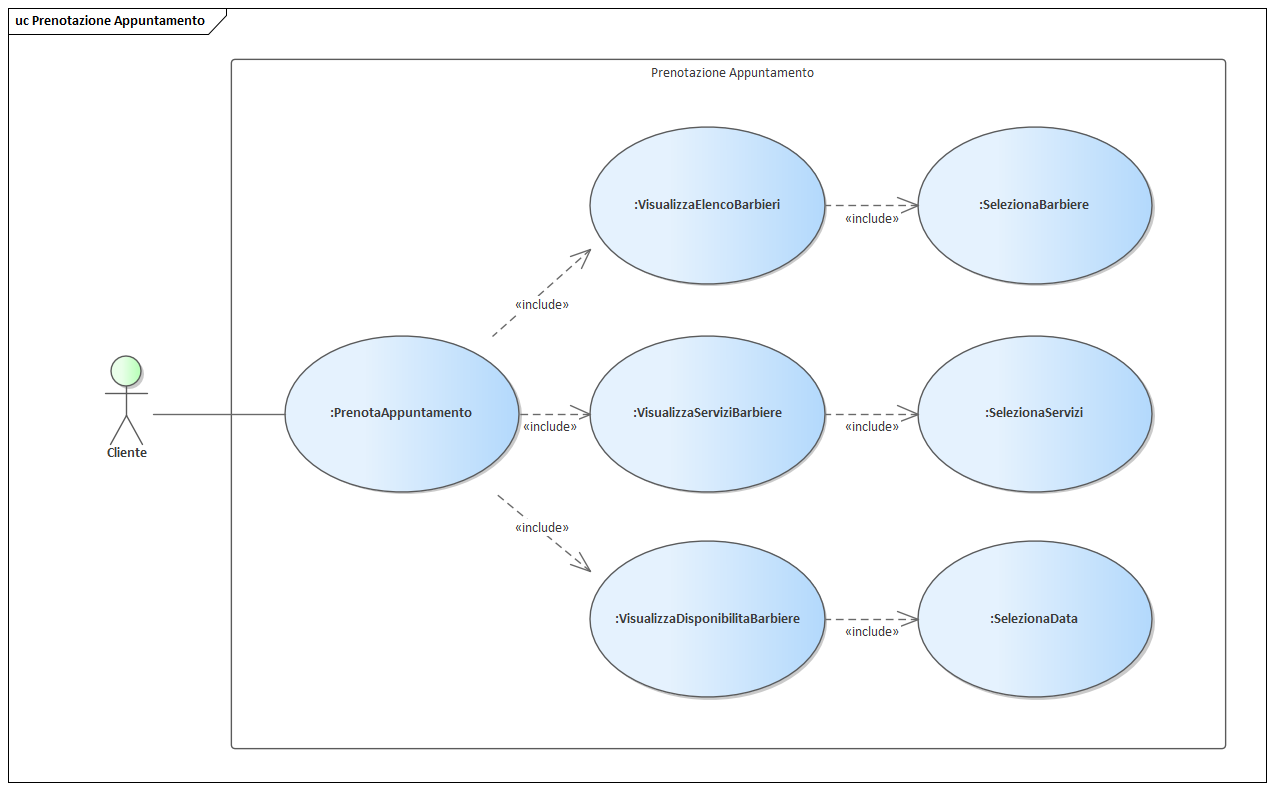 uc Prenotazione Appuntamento
Prenotazione Appuntamento
:VisualizzaElencoBarbieri
«include»
:SelezionaBarbiere
«include»
Cliente
:PrenotaAppuntamento
«include»
:VisualizzaServiziBarbiere
«include»
:SelezionaServizi
«include»
:VisualizzaDisponibilitaBarbiere
«include»
:SelezionaData